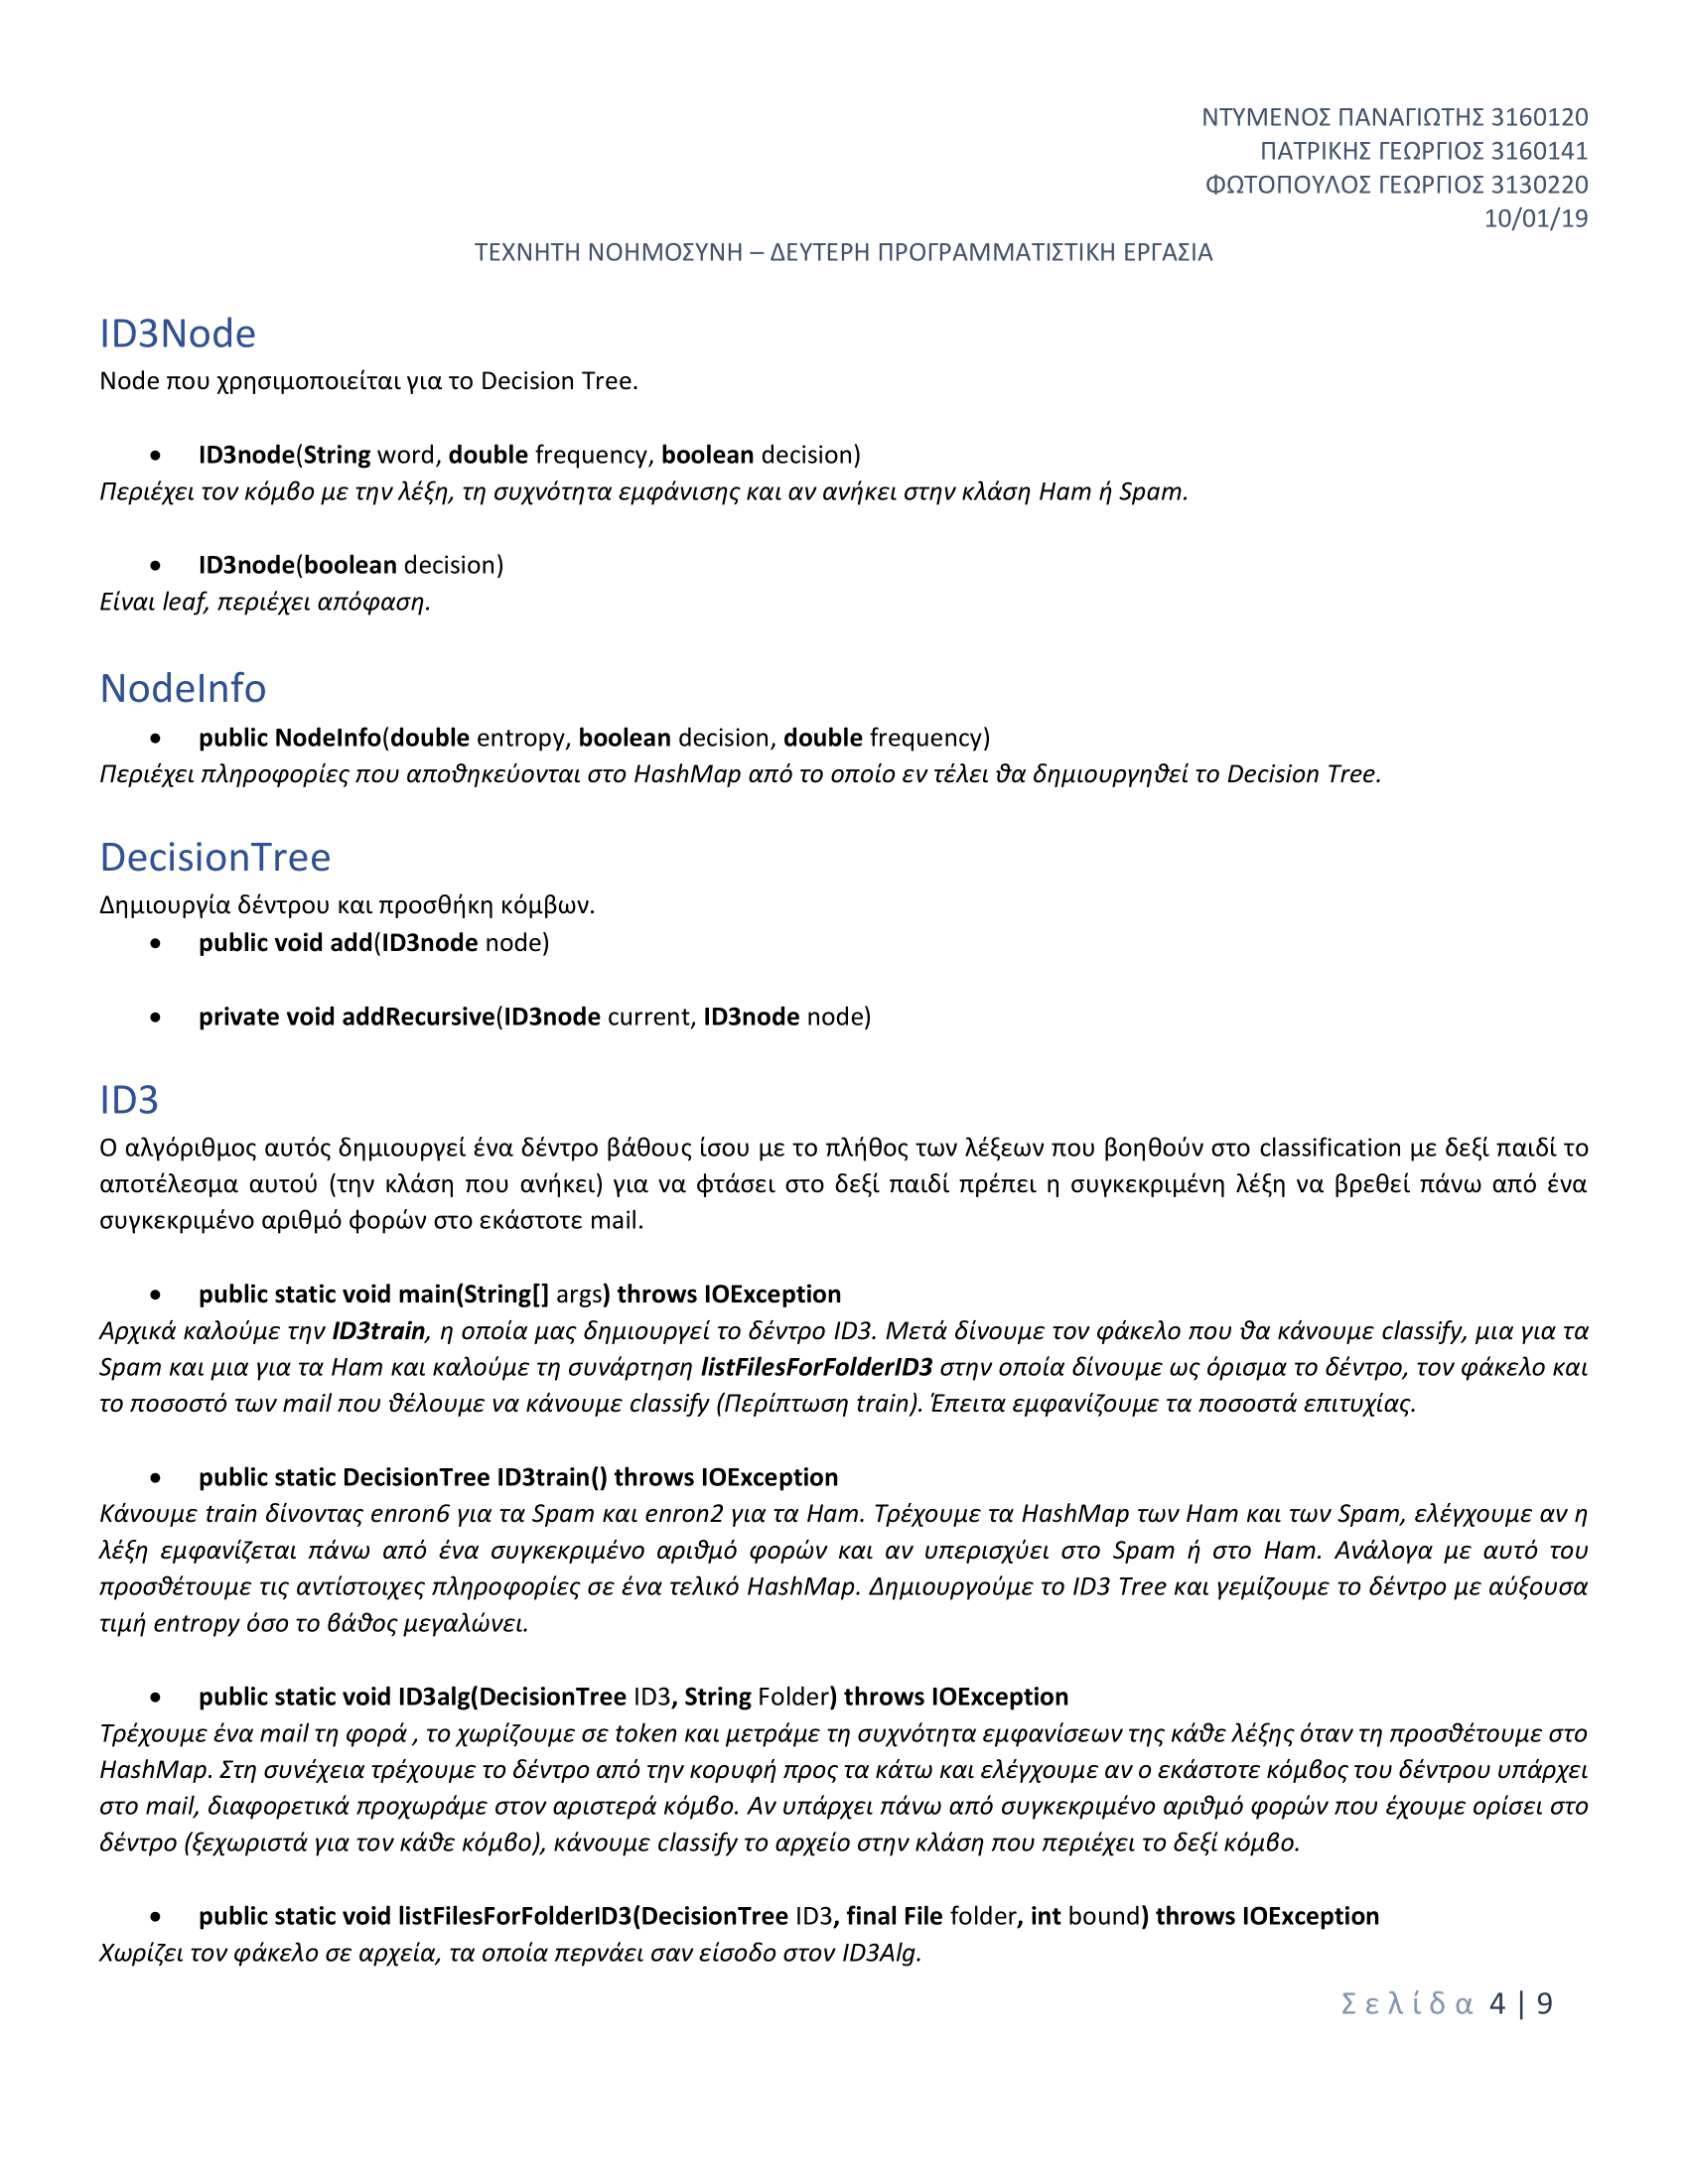 ΝΤΥΜΕΝΟΣ ΠΑΝΑΓΙΩΤΗΣ 3160120
ΠΑΤΡΙΚΗΣ ΓΕΩΡΓΙΟΣ 3160141
ΦΩΤΟΠΟΥΛΟΣ ΓΕΩΡΓΙΟΣ 3130220
10/01/19
ΤΕΧΝΗΤΗ ΝΟΗΜΟΣΥΝΗ – ΔΕΥΤΕΡΗ ΠΡΟΓΡΑΜΜΑΤΙΣΤΙΚΗ ΕΡΓΑΣΙΑ
ID3Node
Node που χρησιμοποιείται για το Decision Tree.
• ID3node(String word, double frequency, boolean decision)
Περιέχει τον κόμβο με την λέξη, τη συχνότητα εμφάνισης και αν ανήκει στην κλάση Ham ή Spam.
• ID3node(boolean decision)
Είναι leaf, περιέχει απόφαση.
NodeInfo
• public NodeInfo(double entropy, boolean decision, double frequency)
Περιέχει πληροφορίες που αποθηκεύονται στο HashMap από το οποίο εν τέλει θα δημιουργηθεί το Decision Tree.
DecisionTree
Δημιουργία δέντρου και προσθήκη κόμβων.
• public void add(ID3node node)
• private void addRecursive(ID3node current, ID3node node)
ID3
Ο αλγόριθμος αυτός δημιουργεί ένα δέντρο βάθους ίσου με το πλήθος των λέξεων που βοηθούν στο classification με δεξί παιδί το
αποτέλεσμα αυτού (την κλάση που ανήκει) για να φτάσει στο δεξί παιδί πρέπει η συγκεκριμένη λέξη να βρεθεί πάνω από ένα
συγκεκριμένο αριθμό φορών στο εκάστοτε mail.
• public static void main(String[] args) throws IOException
Αρχικά καλούμε την ID3train, η οποία μας δημιουργεί το δέντρο ID3. Μετά δίνουμε τον φάκελο που θα κάνουμε classify, μια για τα
Spam και μια για τα Ham και καλούμε τη συνάρτηση listFilesForFolderID3 στην οποία δίνουμε ως όρισμα το δέντρο, τον φάκελο και
το ποσοστό των mail που θέλουμε να κάνουμε classify (Περίπτωση train). Έπειτα εμφανίζουμε τα ποσοστά επιτυχίας.
• public static DecisionTree ID3train() throws IOException
Κάνουμε train δίνοντας enron6 για τα Spam και enron2 για τα Ham. Τρέχουμε τα HashMap των Ham και των Spam, ελέγχουμε αν η
λέξη εμφανίζεται πάνω από ένα συγκεκριμένο αριθμό φορών και αν υπερισχύει στο Spam ή στο Ham. Ανάλογα με αυτό του
προσθέτουμε τις αντίστοιχες πληροφορίες σε ένα τελικό HashMap. Δημιουργούμε το ID3 Tree και γεμίζουμε το δέντρο με αύξουσα
τιμή entropy όσο το βάθος μεγαλώνει.
• public static void ID3alg(DecisionTree ID3, String Folder) throws IOException
Τρέχουμε ένα mail τη φορά , το χωρίζουμε σε token και μετράμε τη συχνότητα εμφανίσεων της κάθε λέξης όταν τη προσθέτουμε στο
HashMap. Στη συνέχεια τρέχουμε το δέντρο από την κορυφή προς τα κάτω και ελέγχουμε αν ο εκάστοτε κόμβος του δέντρου υπάρχει
στο mail, διαφορετικά προχωράμε στον αριστερά κόμβο. Αν υπάρχει πάνω από συγκεκριμένο αριθμό φορών που έχουμε ορίσει στο
δέντρο (ξεχωριστά για τον κάθε κόμβο), κάνουμε classify το αρχείο στην κλάση που περιέχει το δεξί κόμβο.
• public static void listFilesForFolderID3(DecisionTree ID3, final File folder, int bound) throws IOException
Χωρίζει τον φάκελο σε αρχεία, τα οποία περνάει σαν είσοδο στον ID3Alg.
Σελίδα 4 | 9